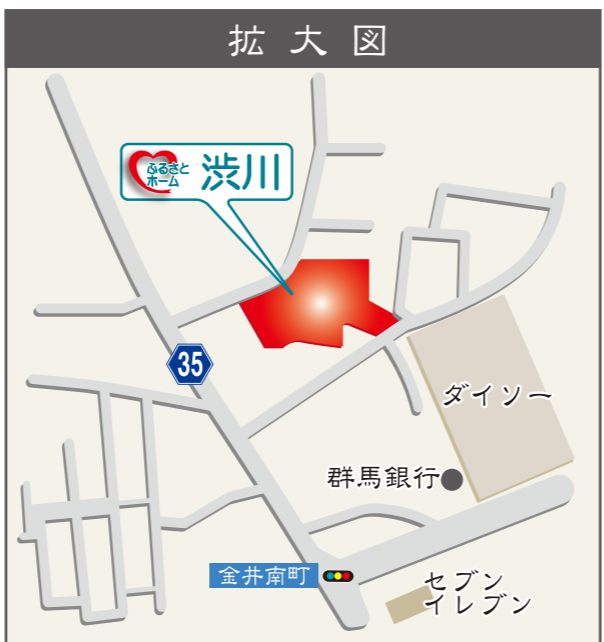 拡大図
ふるさと
ホーム
渋川
35
ダイソー
群馬銀行
金井南町
セブン
イレブン